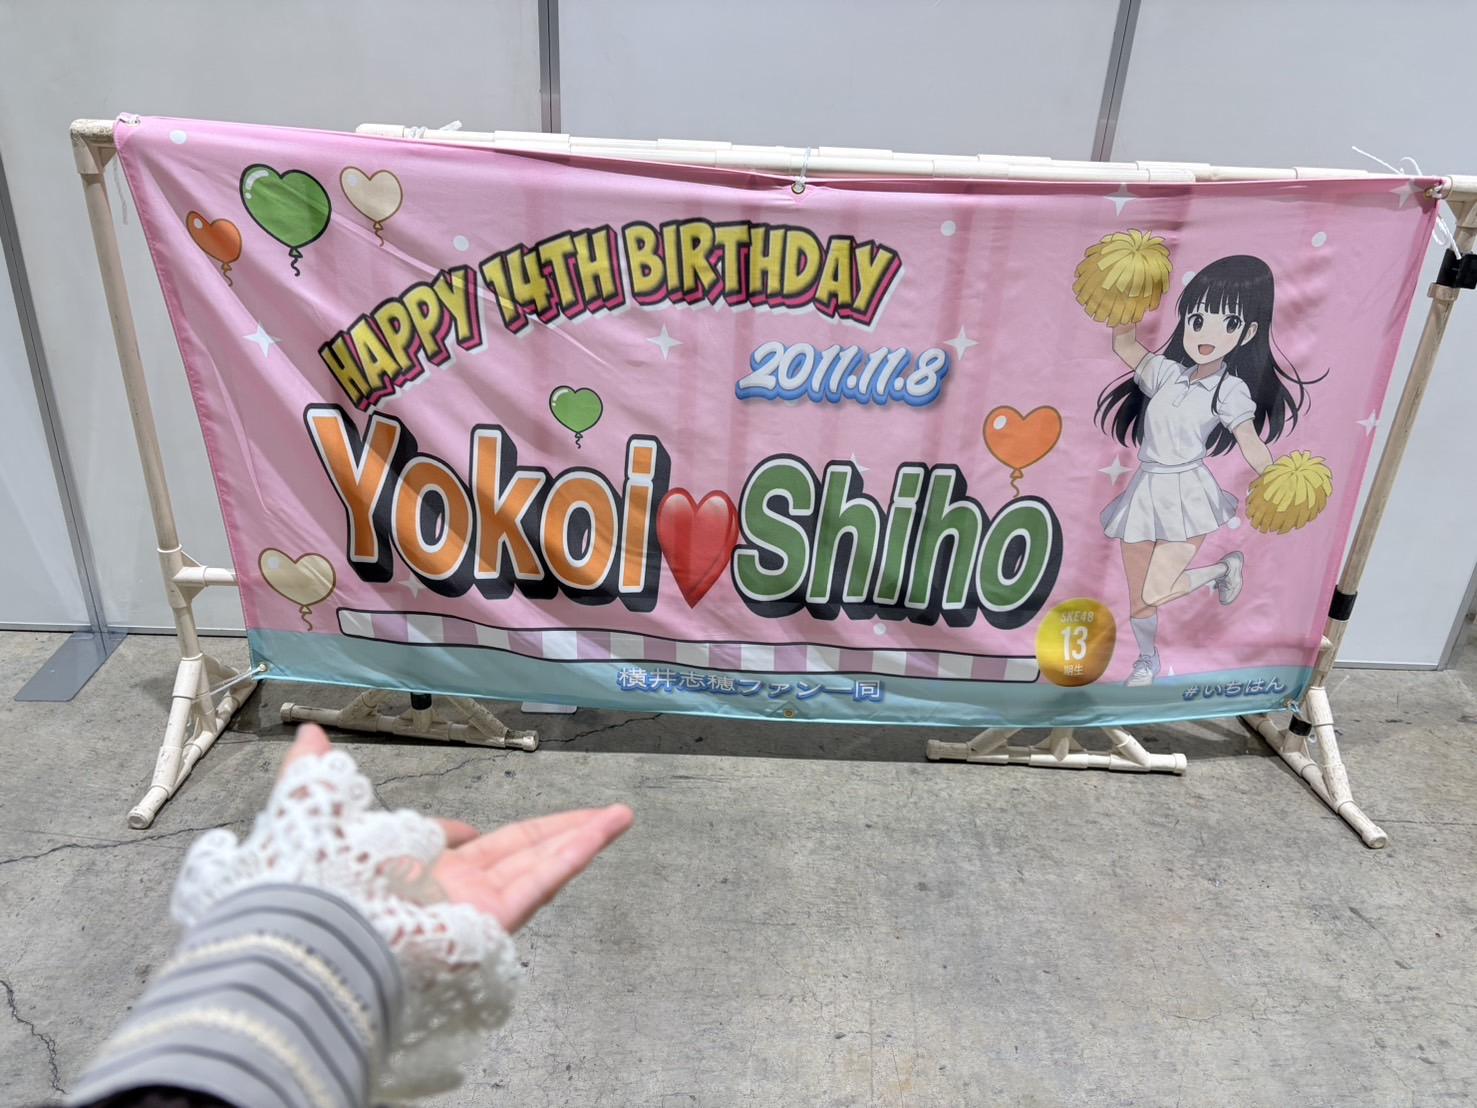 HAPPY 14TH BIRTHDAY
2011.11.8
Yokoi♥Shiho
SKE48
13
期生
横井志穂ファン一同
#いちはん